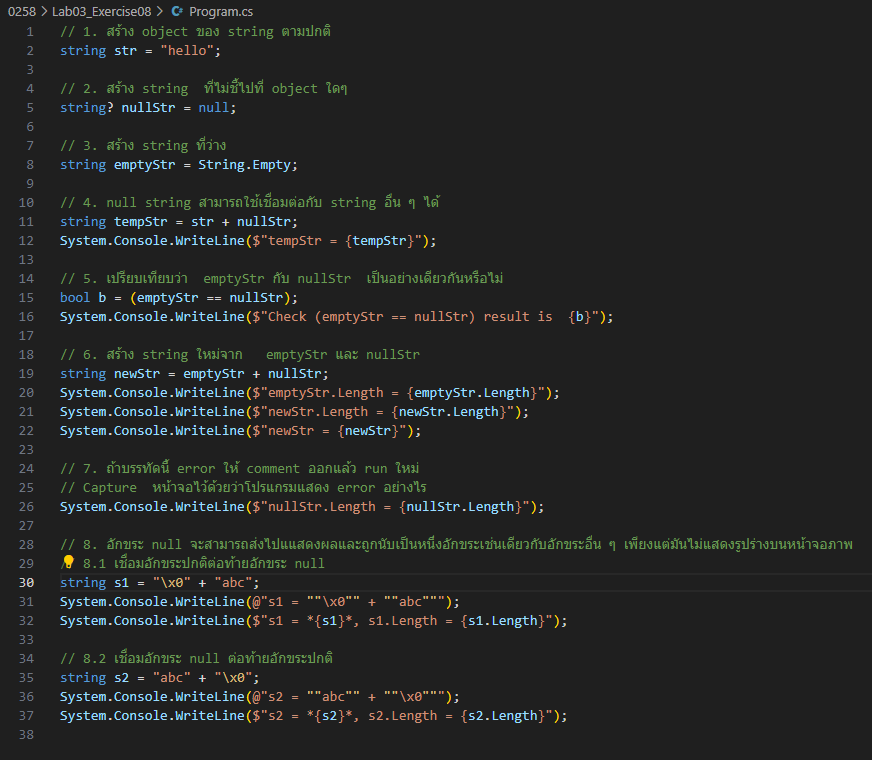 0258 > Lab03_Exercise08 > Program.cs
1 // 1. สร้าง object ของ string ตามปกติ
2 string str = "hello";
3
4 // 2. สร้าง string  ที่ไม่ชี้ไปที่ object ใดๆ
5 string? nullStr = null;
6
7 // 3. สร้าง string ที่ว่าง
8 string emptyStr = String.Empty;
9
10 // 4. null string สามารถใช้เชื่อมต่อกับ string อื่น ๆ ได้
11 string tempStr = str + nullStr;
12 System.Console.WriteLine($"tempStr = {tempStr}");
13
14 // 5. เปรียบเทียบว่า  emptyStr กับ nullStr  เป็นอย่างเดียวกันหรือไม่
15 bool b = (emptyStr == nullStr);
16 System.Console.WriteLine($"Check (emptyStr == nullStr) result is  {b}");
17
18 // 6. สร้าง string ใหม่จาก   emptyStr และ nullStr
19 string newStr = emptyStr + nullStr;
20 System.Console.WriteLine($"emptyStr.Length = {emptyStr.Length}");
21 System.Console.WriteLine($"newStr.Length = {newStr.Length}");
22 System.Console.WriteLine($"newStr = {newStr}");
23
24 // 7. ถ้าบรรทัดนี้ error ให้ comment ออกแล้ว run ใหม่
25 // Capture  หน้าจอไว้ด้วยว่าโปรแกรมแสดง error อย่างไร
26 System.Console.WriteLine($"nullStr.Length = {nullStr.Length}");
27
28 // 8. อักขระ null จะสามารถส่งไปแแสดงผลและถูกนับเป็นหนึ่งอักขระเช่นเดียวกับอักขระอื่น ๆ เพียงแต่มันไม่แสดงรูปร่างบนหน้าจอภาพ
29 // 8.1 เชื่อมอักขระปกติต่อท้ายอักขระ null
30 string s1 = "\x0" + "abc";
31 System.Console.WriteLine(@"s1 = ""\x0"" + ""abc""");
32 System.Console.WriteLine($"s1 = *{s1}*, s1.Length = {s1.Length}");
33
34 // 8.2 เชื่อมอักขระ null ต่อท้ายอักขระปกติ
35 string s2 = "abc" + "\x0";
36 System.Console.WriteLine(@"s2 = ""abc"" + ""\x0""");
37 System.Console.WriteLine($"s2 = *{s2}*, s2.Length = {s2.Length}");
38